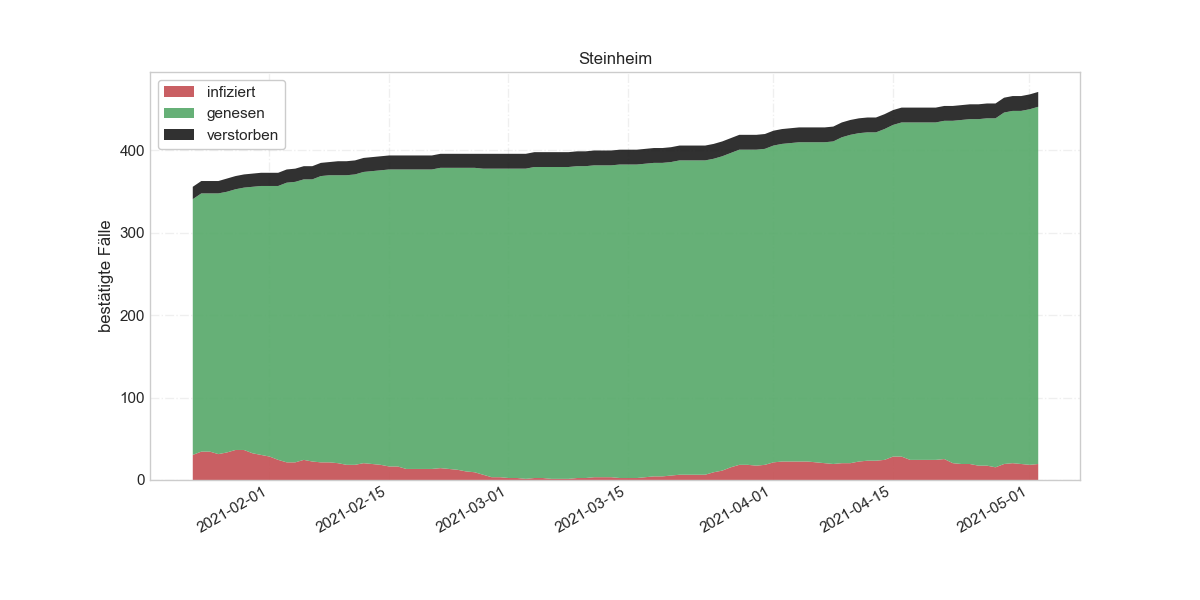 Steinheim
infiziert
genesen
verstorben
bestätigte Fälle
400
300
200
100
0
2021-02-01
2021-02-15
2021-03-01
2021-03-15
2021-04-01
2021-04-15
2021-05-01